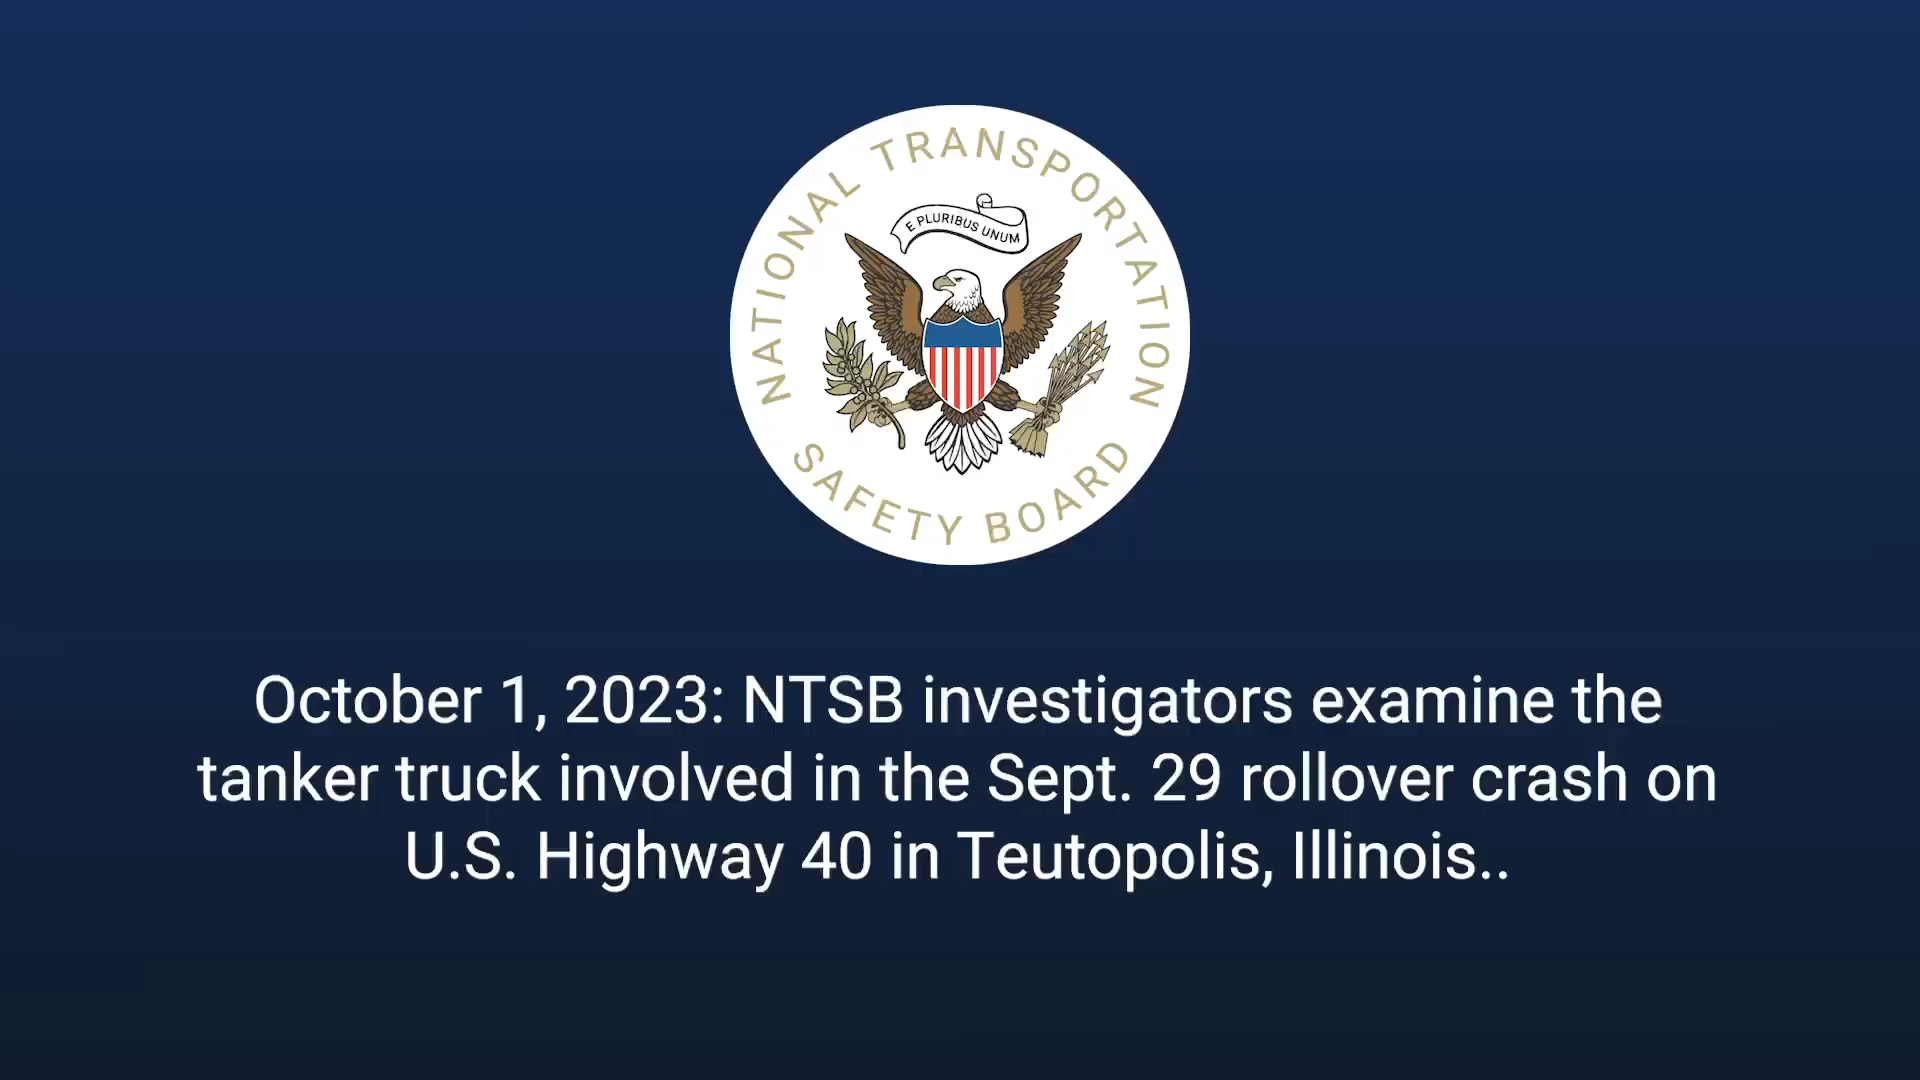 NATIONAL TRANSPORTATION
E PLURIBUS UNUM
SAFETY BOARD
October 1, 2023: NTSB investigators examine the
tanker truck involved in the Sept. 29 rollover crash on
U.S. Highway 40 in Teutopolis, Illinois..